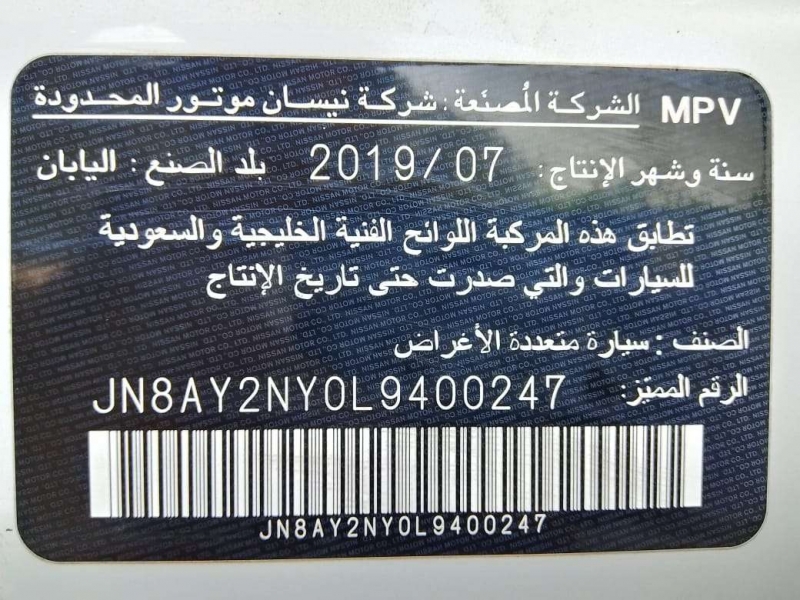 MPV الشركة المُصنعة : شركة نيسان موتور المحدودة
سنة وشهر الإنتاج: 2019/07 بلد الصنع : اليابان
تطابق هذه المركبة اللوائح الفنية الخليجية والسعودية
للسيارات والتي صدرت حتى تاريخ الإنتاج
الصنف : سيارة متعددة الأغراض
الرقم المميّز: JN8AY2NY0L9400247
JN8AY2NY0L9400247